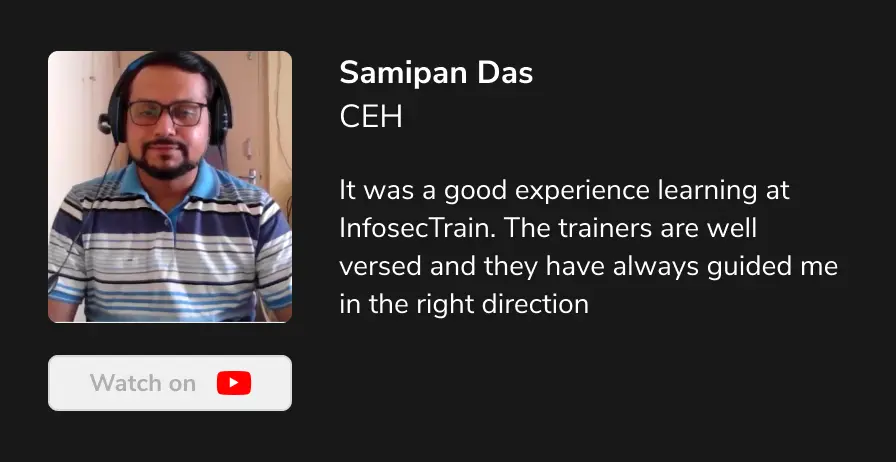 Samipan Das
CEH
It was a good experience learning at
InfosecTrain. The trainers are well
versed and they have always guided me
in the right direction
Watch on